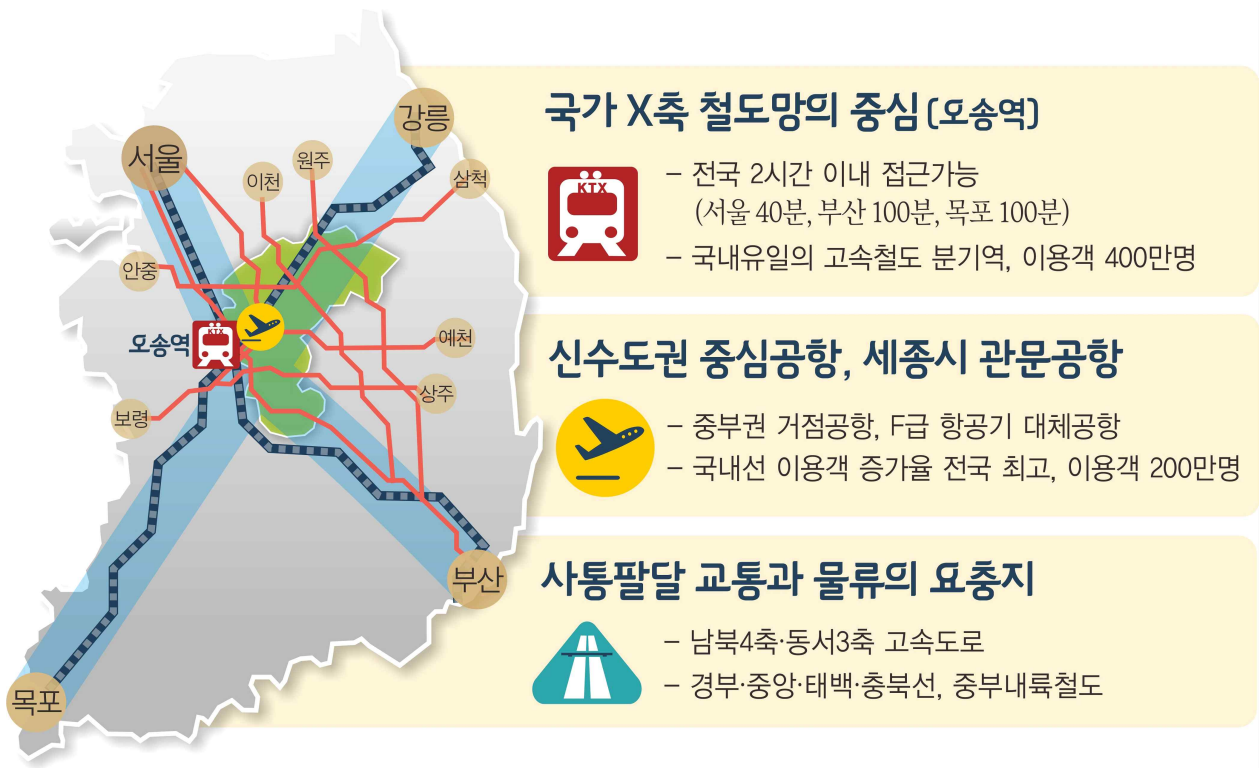 강릉
서울
원주
이천
삼척
안중
KTX
오송역
예천
상주
보령
부산
목포
국가 X축 철도망의 중심(오송역)
KTX
- 전국 2시간 이내 접근가능
(서울 40분, 부산 100분, 목포 100분)
- 국내유일의 고속철도 분기역, 이용객 400만명
신수도권 중심공항, 세종시 관문공항
- 중부권 거점공항, F급 항공기 대체공항
- 국내선 이용객 증가율 전국 최고, 이용객 200만명
사통팔달 교통과 물류의 요충지
- 남북4축·동서3축 고속도로
- 경부·중앙·태백·충북선, 중부내륙철도